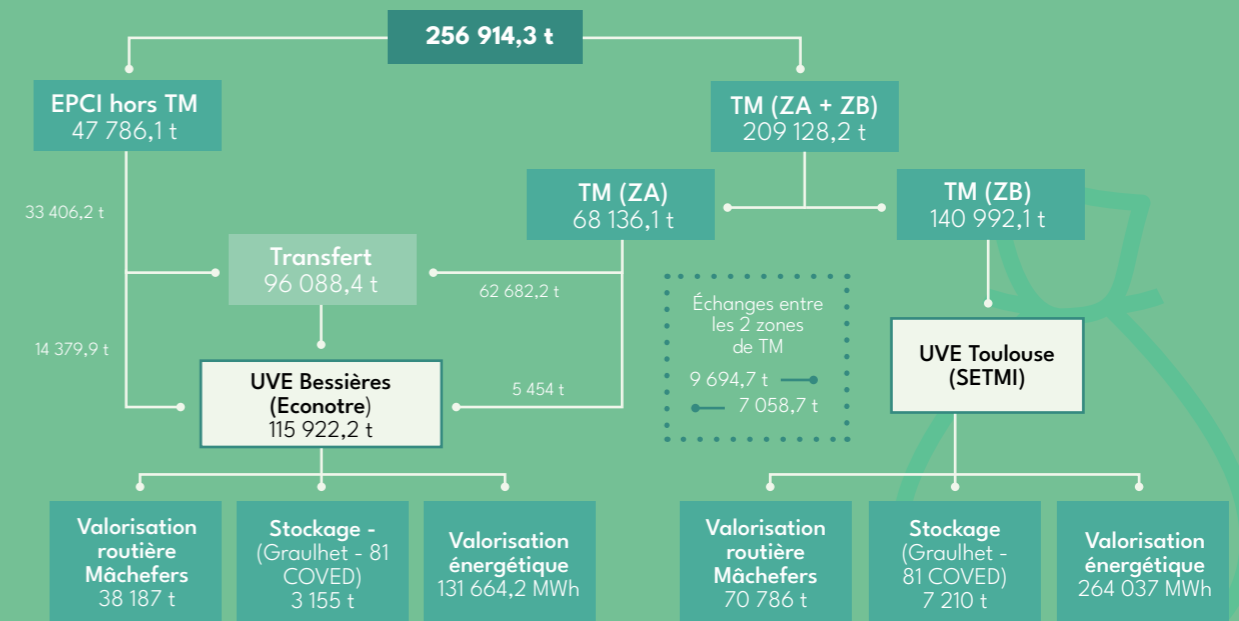 256 914,3 t
EPCI hors TM
47 786,1 t
TM (ZA + ZB)
209 128,2 t
TM (ZA)
68 136,1 t
TM (ZB)
140 992,1 t
33 406,2 t
Transfert
96 088,4 t
62 682,2 t
14 379,9 t
UVE Bessières
(Econotre)
115 922,2 t
5 454 t
Échanges entre
les 2 zones
de TM
9 694,7 t
7 058,7 t
UVE Toulouse
(SETMI)
Valorisation
routière
Mâchefers
38 187 t
Stockage -
(Graulhet - 81
COVED)
3 155 t
Valorisation
énergétique
131 664,2 MWh
Valorisation
routière
Mâchefers
70 786 t
Stockage
(Graulhet -
81 COVED)
7 210 t
Valorisation
énergétique
264 037 MWh